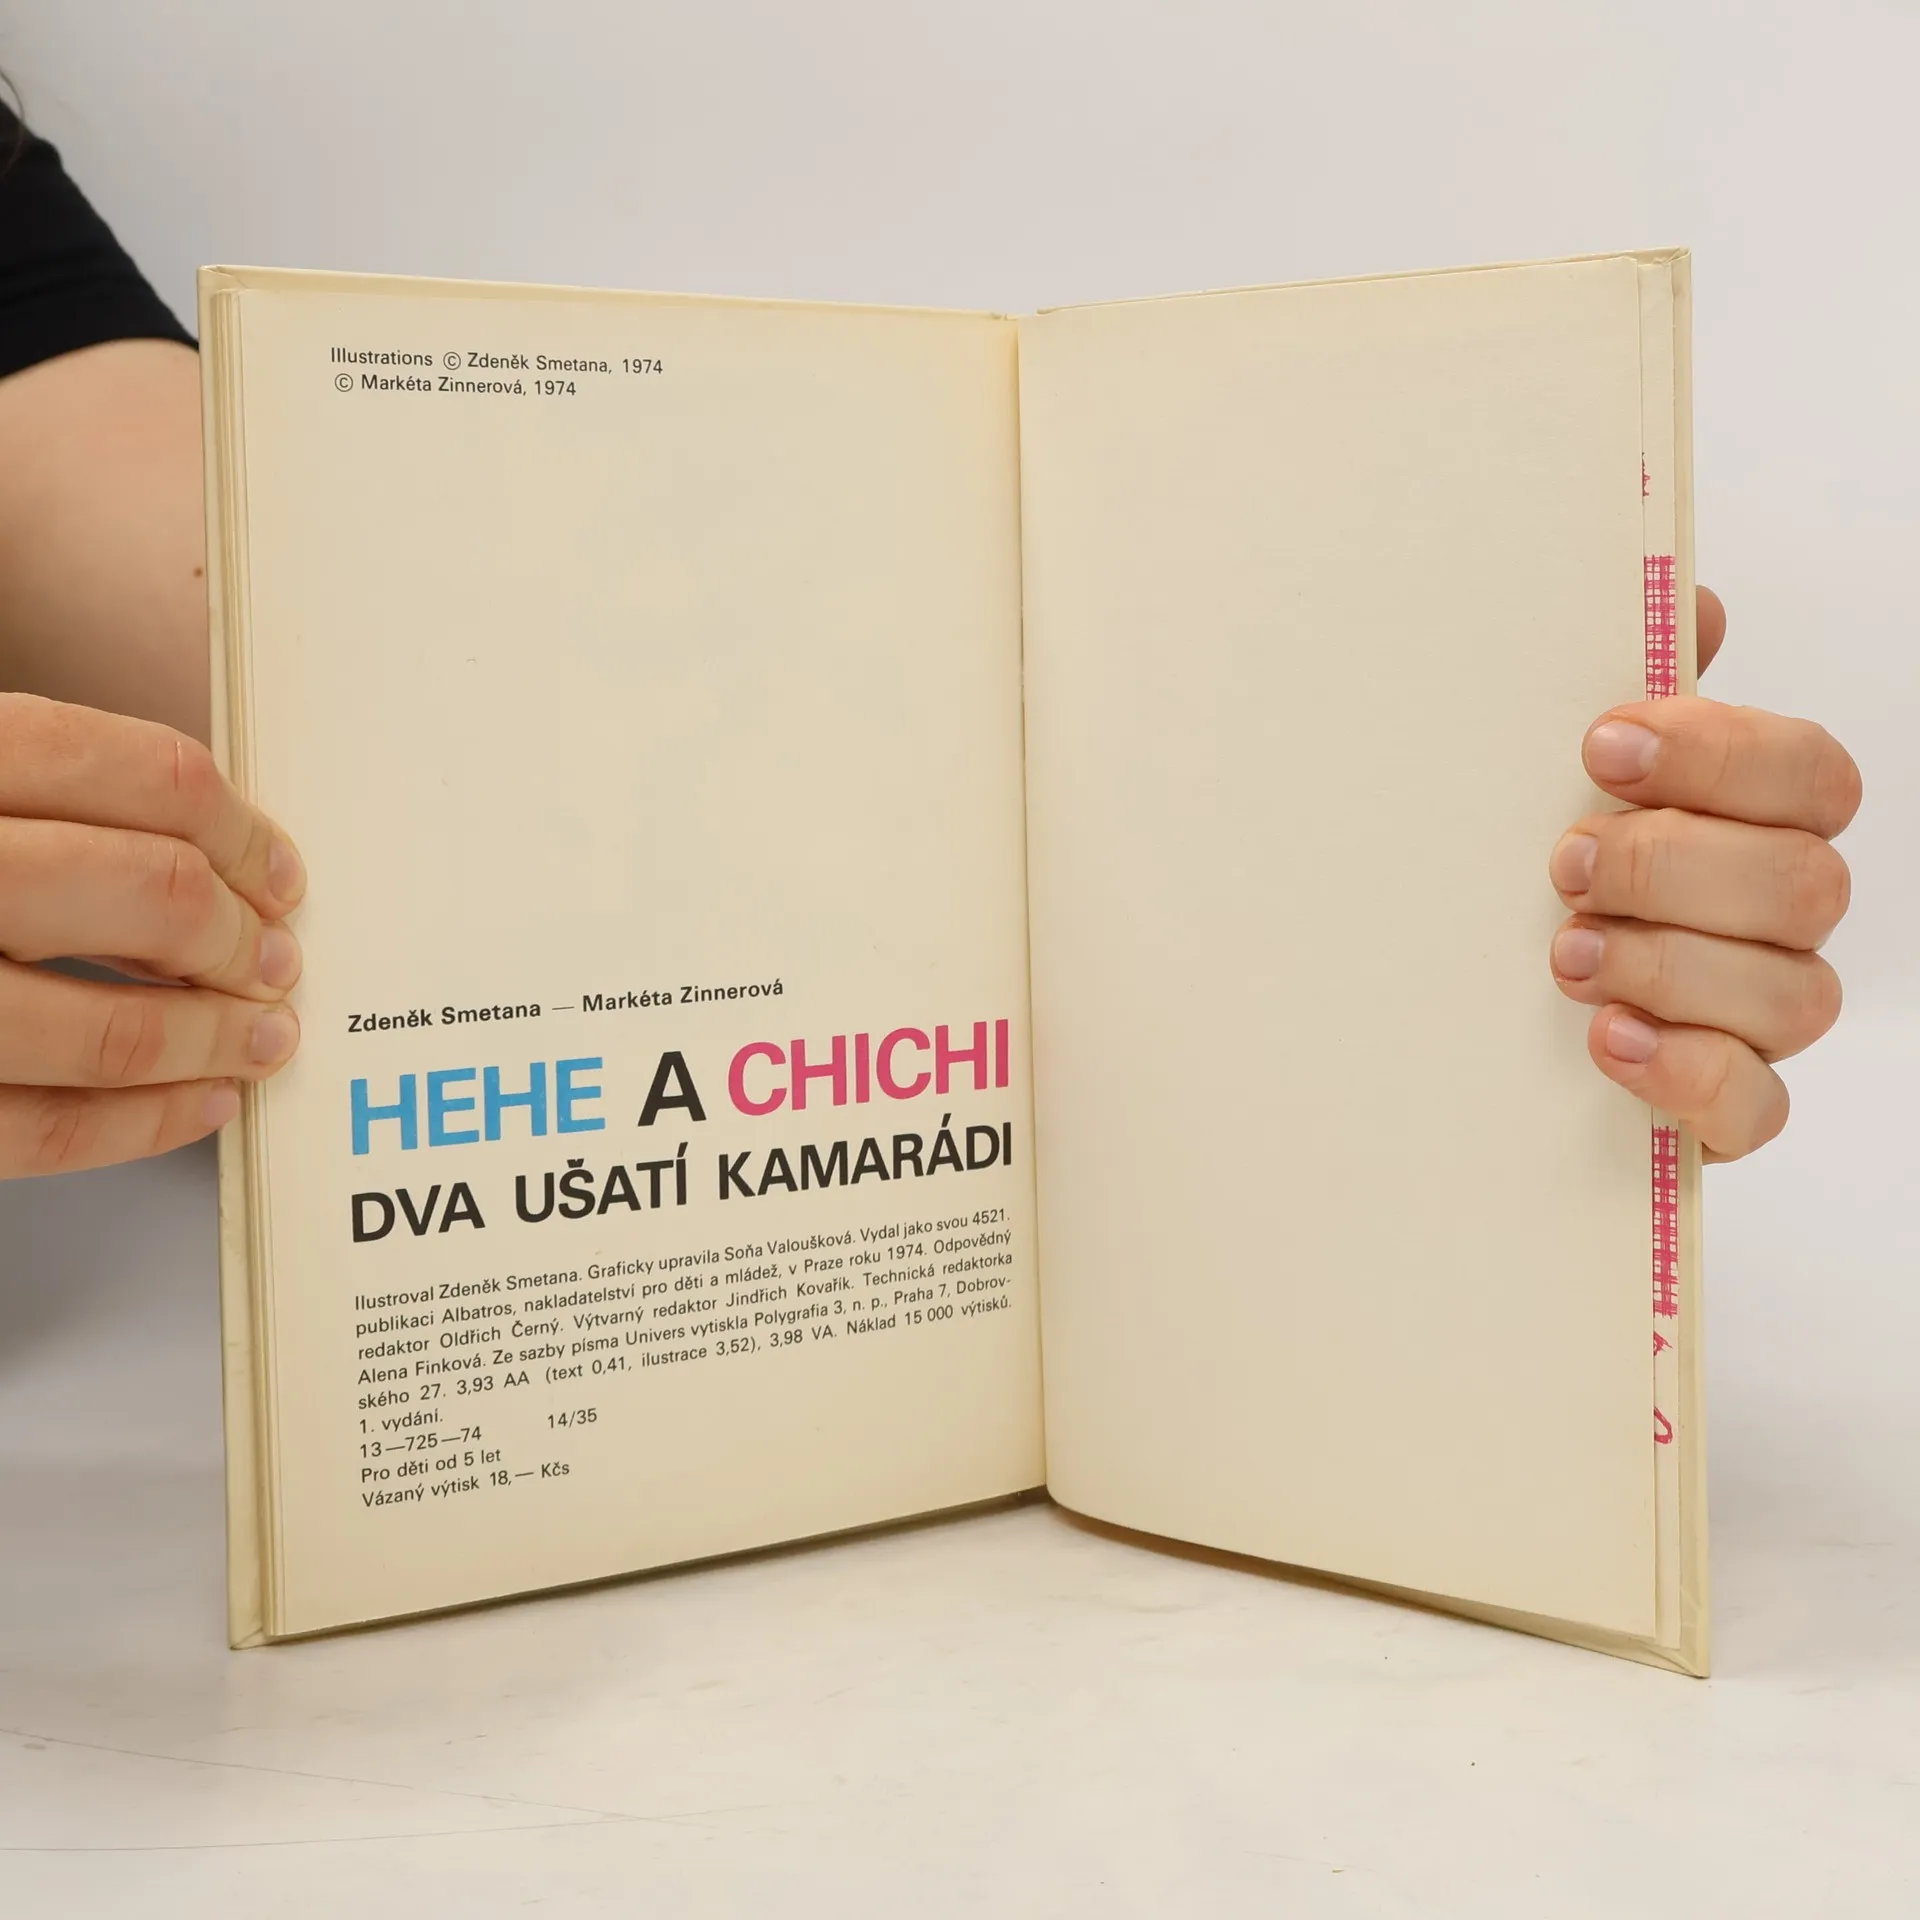 Illustrations © Zdeněk Smetana, 1974
© Markéta Zinnerová, 1974
Zdeněk Smetana — Markéta Zinnerová
HEHE A CHICHI
DVA UŠATÍ KAMARÁDI
Ilustroval Zdeněk Smetana. Graficky upravila Soňa Valoušková. Vydal jako svou 4521.
publikaci Albatros, nakladatelství pro děti a mládež, v Praze roku 1974. Odpovědný
redaktor Oldřich Černý. Výtvarný redaktor Jindřich Kovařík. Technická redaktorka
Alena Finková. Ze sazby písma Univers vytiskla Polygrafia 3, n. p., Praha 7, Dobrov-
ského 27. 3,93 AA (text 0,41, ilustrace 3,52), 3,98 VA. Náklad 15 000 výtisků.
1. vydání.
13—725—74 14/35
Pro děti od 5 let
Vázaný výtisk 18,— Kčs